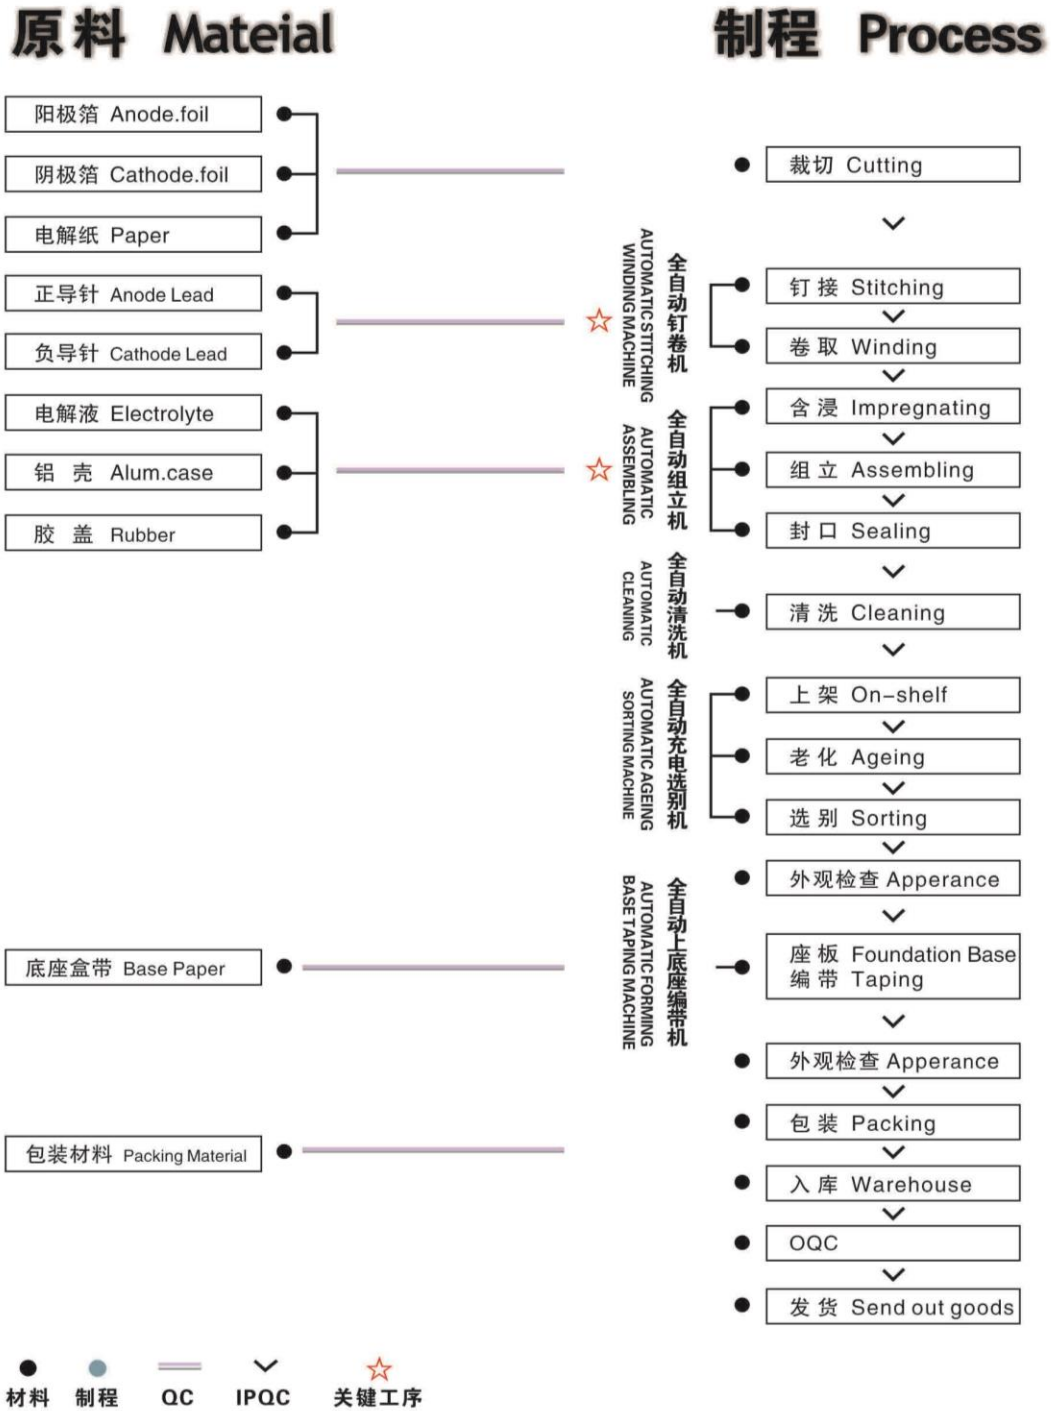 原料 Mateial
制程 Process
阳极箔 Anode.foil
阴极箔 Cathode.foil
电解纸 Paper
正导针 Anode Lead
负导针 Cathode Lead
电解液 Electrolyte
铝 壳 Alum.case
胶 盖 Rubber
底座盒带 Base Paper
包装材料 Packing Material
全自动钉卷机
AUTOMATIC STITCHING
WINDING MACHINE
全自动组立机
AUTOMATIC
ASSEMBLING
全自动清洗机
AUTOMATIC
CLEANING
全自动充电选别机
AUTOMATIC AGEING
SORTING MACHINE
全自动上底座编带机
AUTOMATIC FORMING
BASE TAPING MACHINE
裁切 Cutting
钉 接 Stitching
卷 取 Winding
含 浸 Impregnating
组 立 Assembling
封 口 Sealing
清 洗 Cleaning
上 架 On-shelf
老 化 Ageing
选 别 Sorting
外观检查 Apperance
座 板 Foundation Base
编 带 Taping
外观检查 Apperance
包 装 Packing
入 库 Warehouse
OQC
发 货 Send out goods
材料
制程
QC
IPQC
关键工序